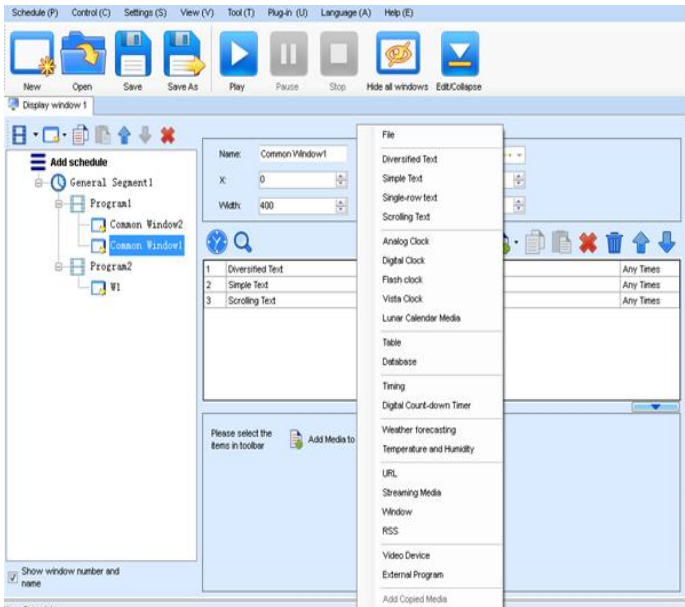 Schedule (P) Control (C) Settings (S) View (V) Tool (T) Plug-in (U) Language (A) Help (E)
New Open Save Save As Play Pause Stop Hide all windows Edit/Collapse
Display window 1
Add schedule
General Segment1
Program1
Common Window2
Common Window1
Program2
W1
Show window number and
name
Name: Common Window1
X: 0
Width: 400
1 Diversified Text Any Times
2 Simple Text Any Times
3 Scrolling Text Any Times
Please select the
items in toolbar
Add Media to
File
Diversified Text
Simple Text
Single-row text
Scrolling Text
Analog Clock
Digital Clock
Flash clock
Vista Clock
Lunar Calendar Media
Table
Database
Timing
Digital Count-down Timer
Weather forecasting
Temperature and Humidity
URL
Streaming Media
Window
RSS
Video Device
External Program
Add Copied Media